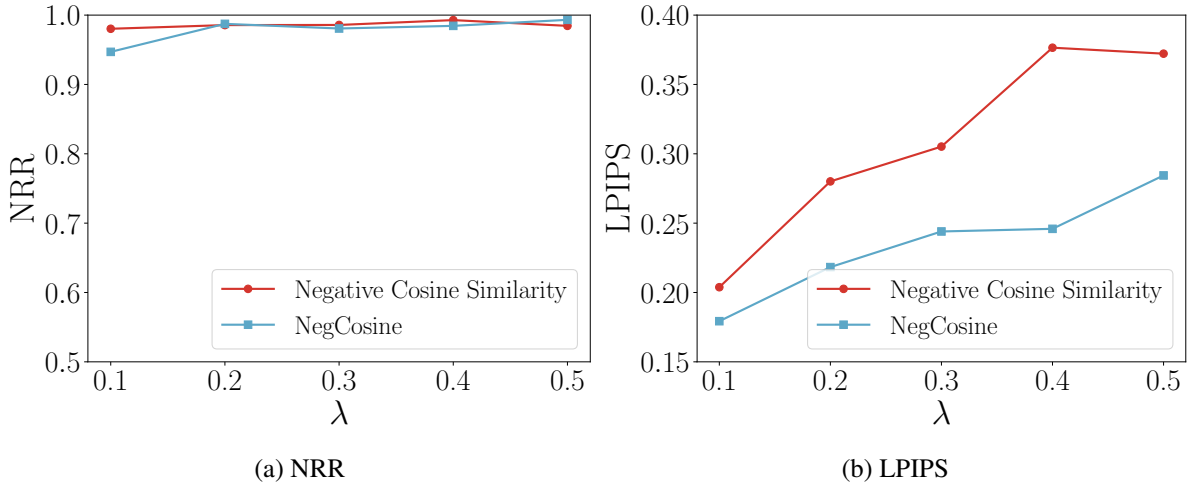 1.0
0.9
0.8
0.7
0.6
0.5
NRR
Negative Cosine Similarity
NegCosine
0.1 0.2 0.3 0.4 0.5
λ
(a) NRR
0.40
0.35
0.30
0.25
0.20
0.15
LPIPS
Negative Cosine Similarity
NegCosine
0.1 0.2 0.3 0.4 0.5
λ
(b) LPIPS